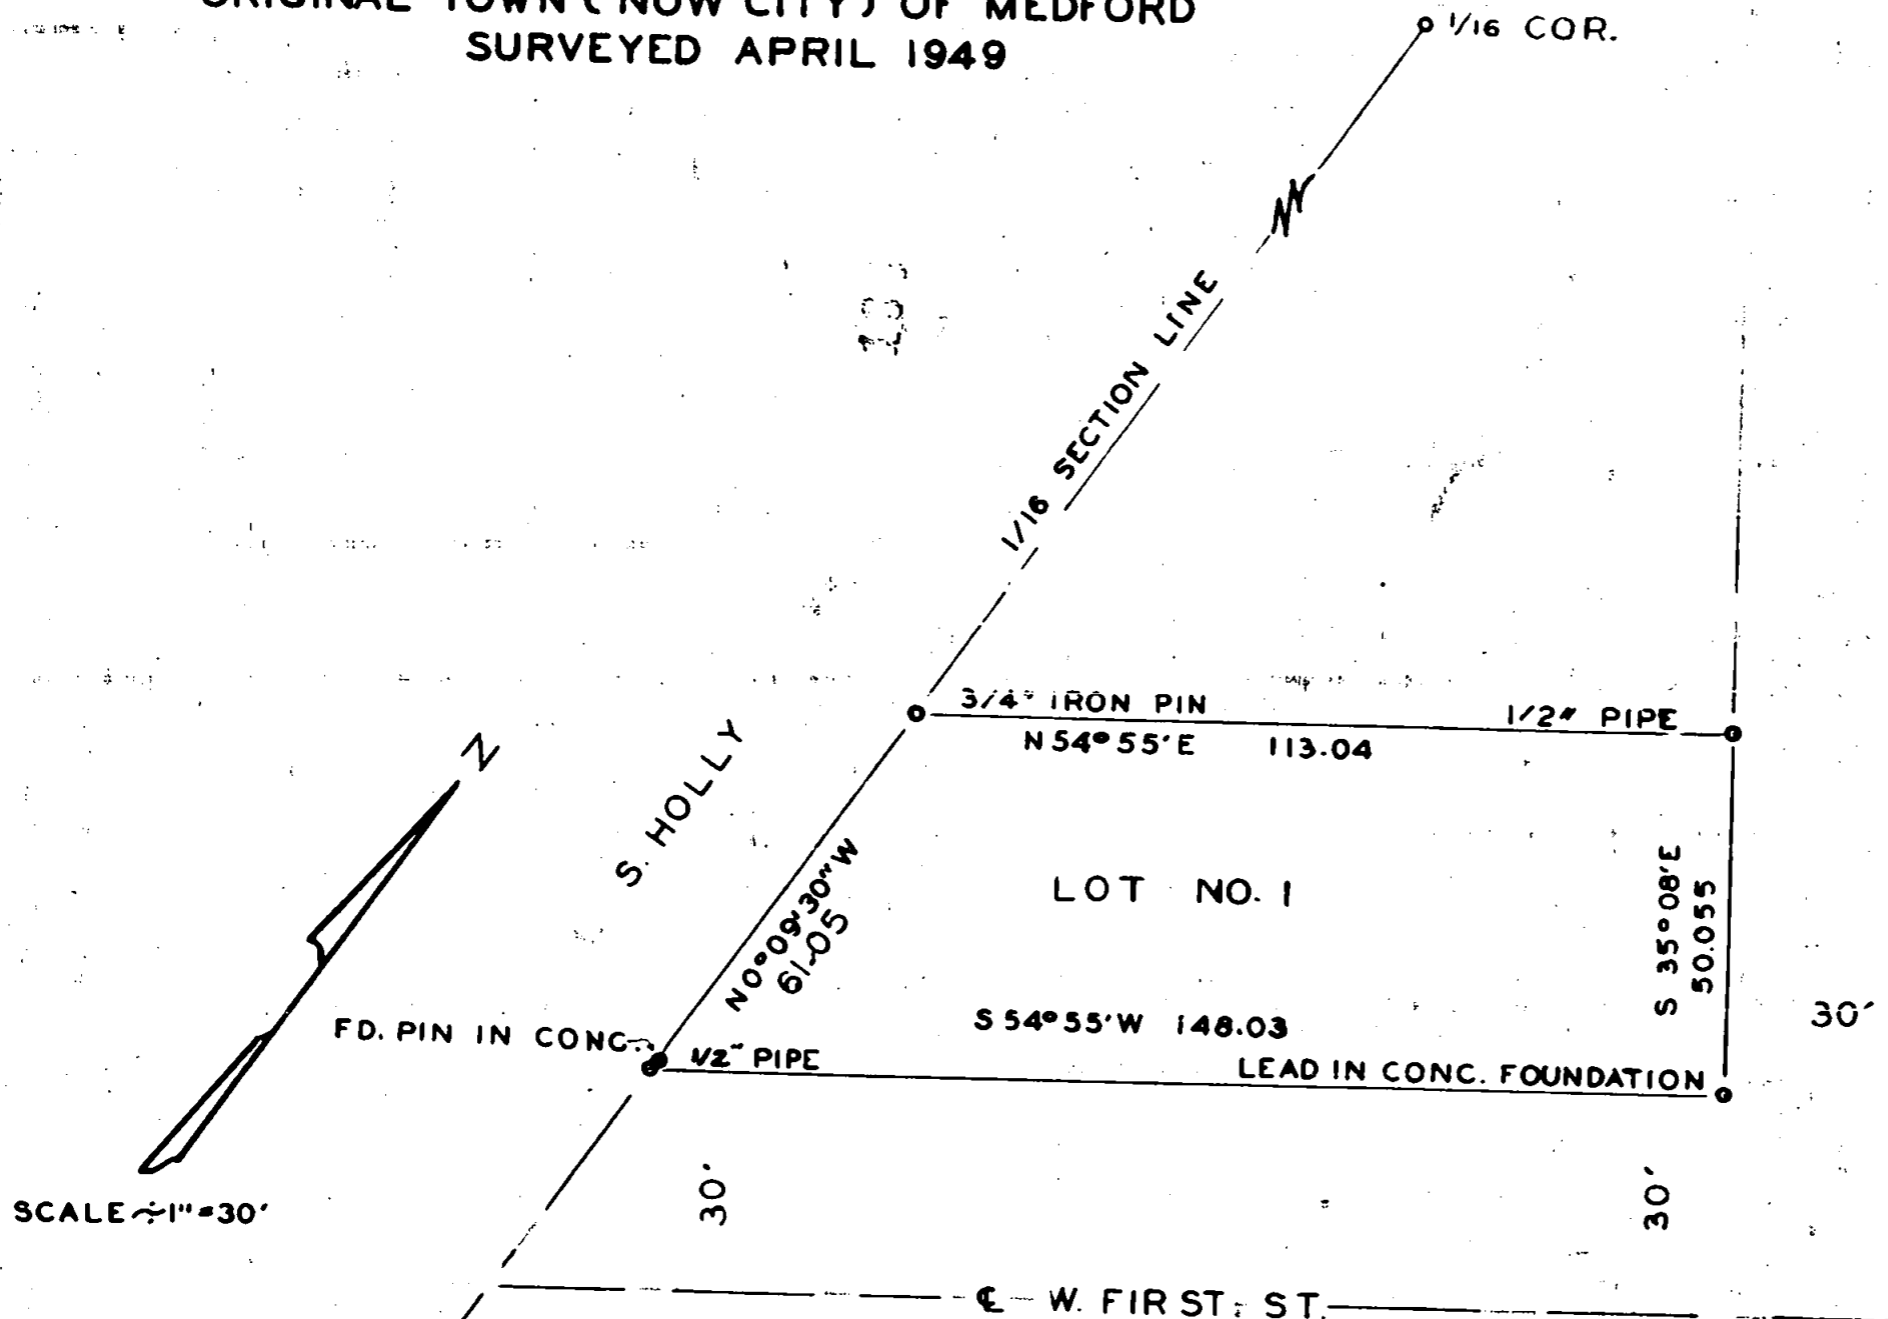 ORIGINAL TOWN (NOW CITY) OF MEDFORD
SURVEYED APRIL 1949
1/16 COR.
1/16 SECTION LINE
3/4" IRON PIN
1/2" PIPE
N 54° 55' E 113.04
S. HOLLY
N
N 0° 09' 30" W
61.05
LOT NO. 1
S 35° 08' E
50.055
30'
FD. PIN IN CONC.
S 54° 55' W 148.03
1/2" PIPE
LEAD IN CONC. FOUNDATION
SCALE ~ 1" = 30'
30'
30'
℄ W. FIRST. ST.